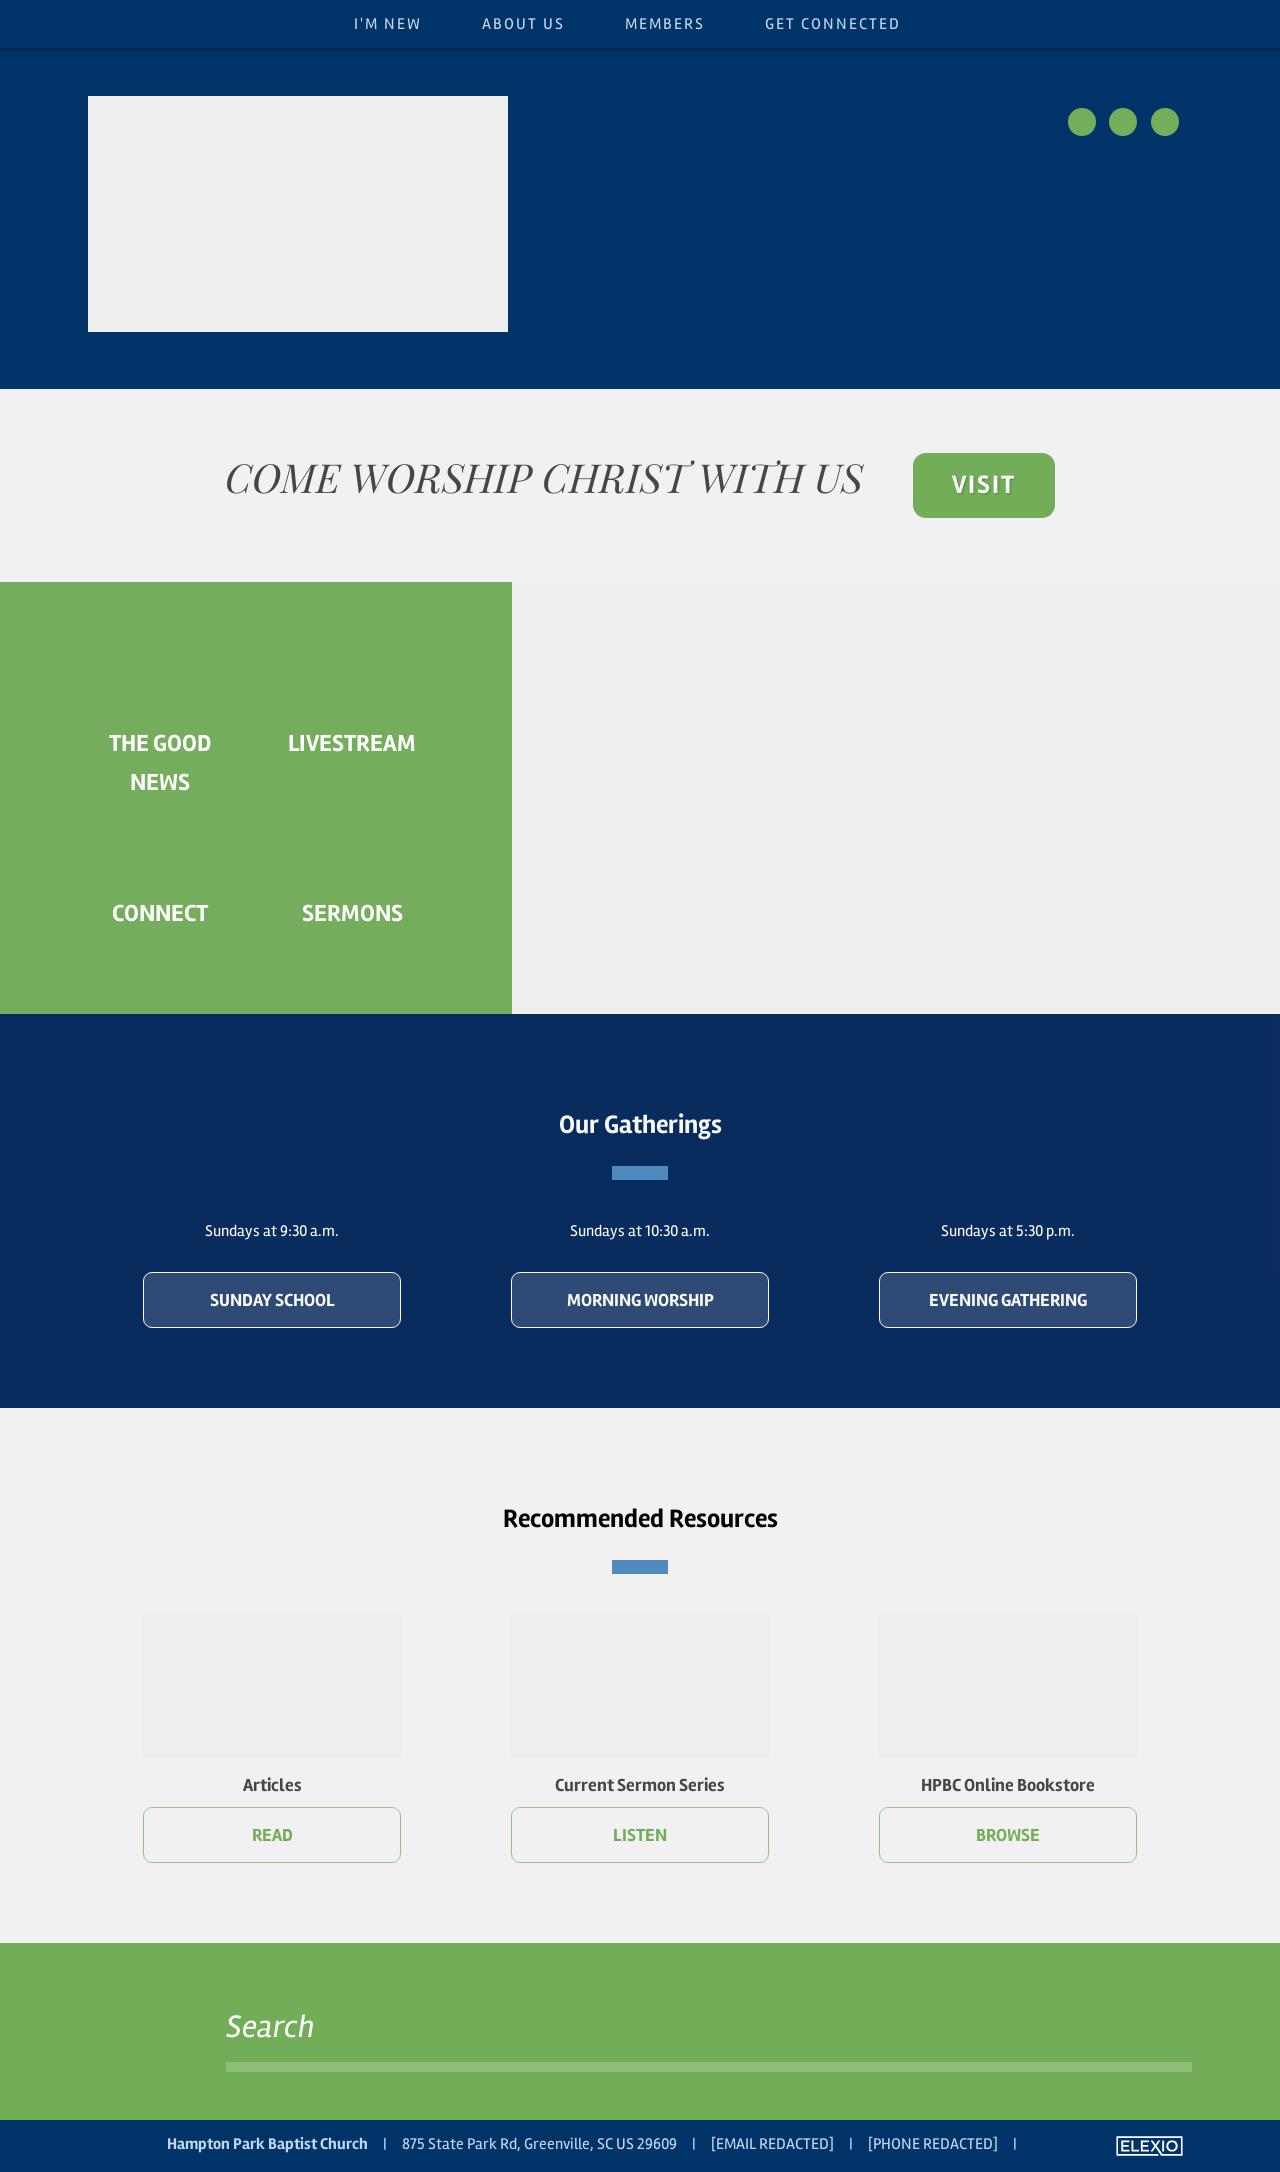 I'M NEW ABOUT US MEMBERS GET CONNECTED
COME WORSHIP CHRIST WITH US
VISIT
THE GOOD
NEWS
LIVESTREAM
CONNECT
SERMONS
Our Gatherings
Sundays at 9:30 a.m.
SUNDAY SCHOOL
Sundays at 10:30 a.m.
MORNING WORSHIP
Sundays at 5:30 p.m.
EVENING GATHERING
Recommended Resources
Articles
READ
Current Sermon Series
LISTEN
HPBC Online Bookstore
BROWSE
Search
Hampton Park Baptist Church | 875 State Park Rd, Greenville, SC US 29609 | [EMAIL REDACTED] | [PHONE REDACTED] |
ELEXIO